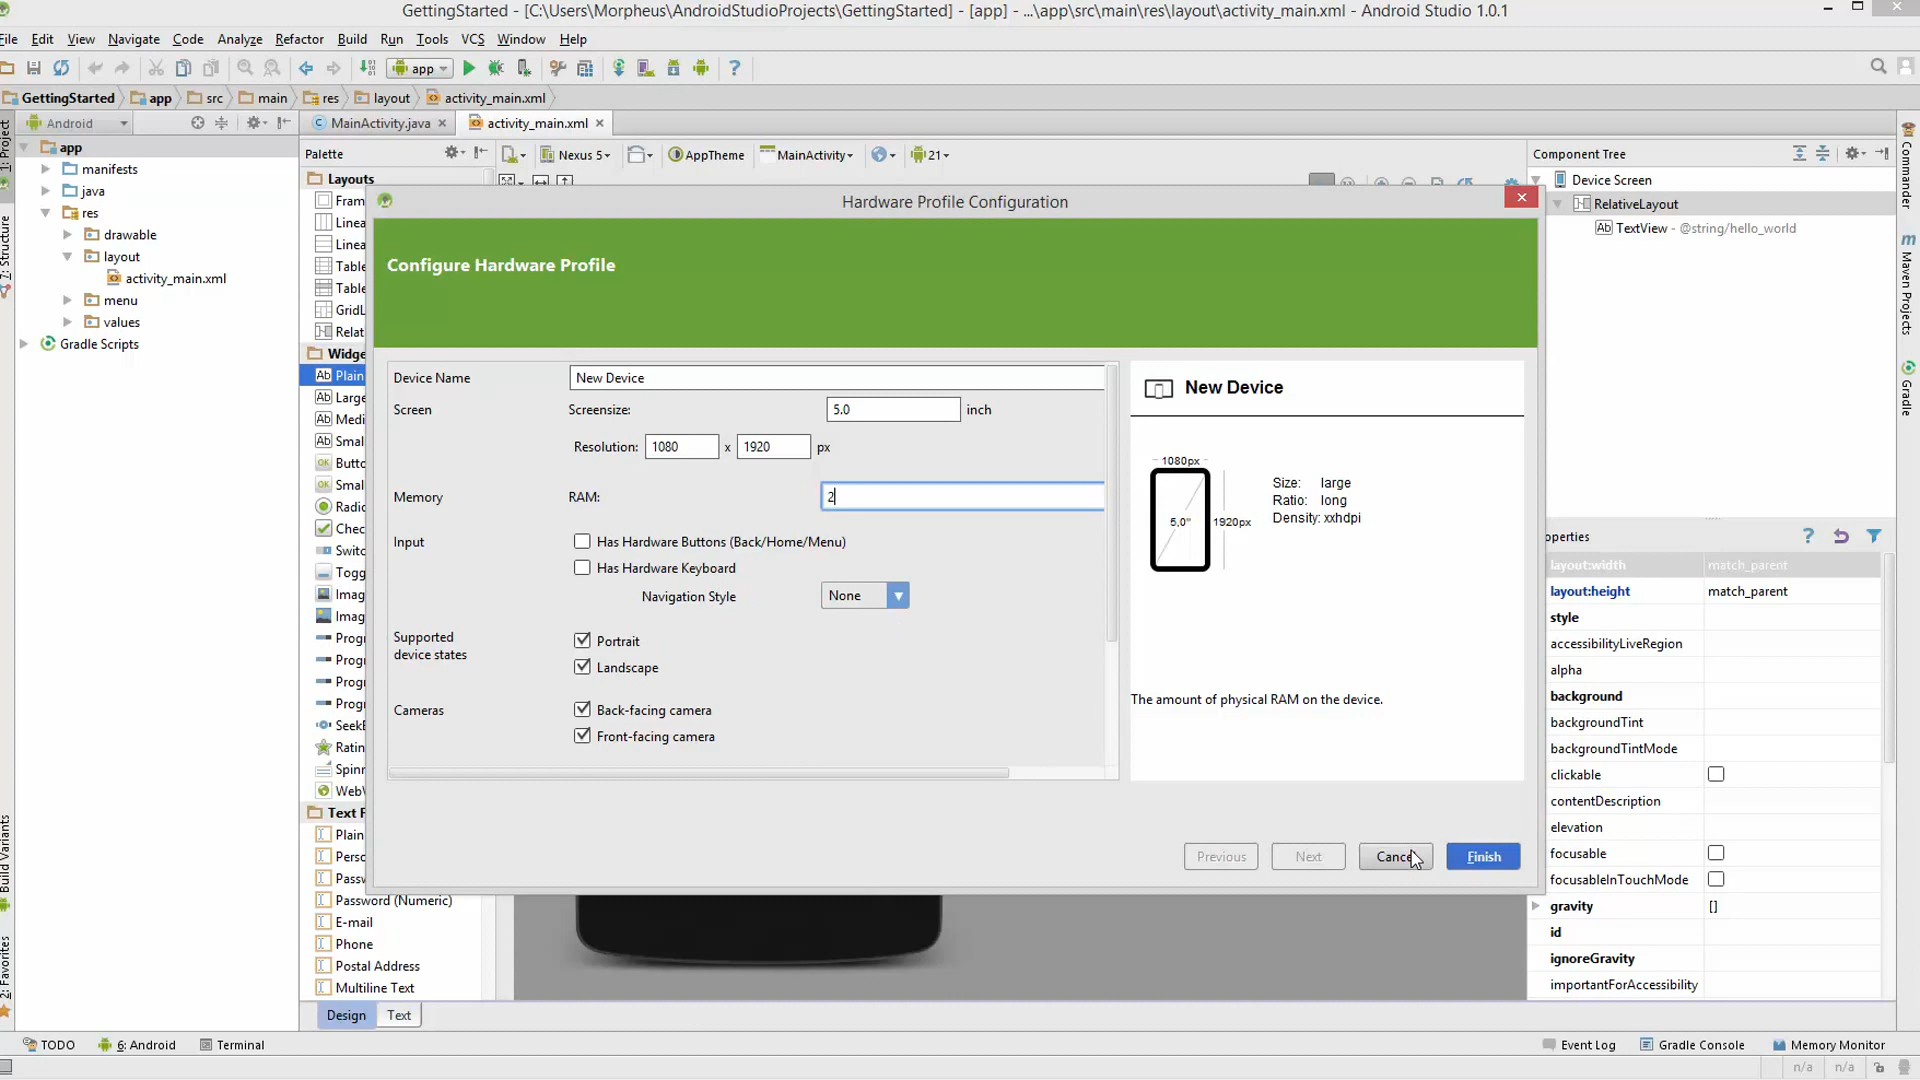 GettingStarted - [C:\Users\Morpheus\AndroidStudioProjects\GettingStarted] - [app] - ...\app\src\main\res\layout\activity_main.xml - Android Studio 1.0.1
File Edit View Navigate Code Analyze Refactor Build Run Tools VCS Window Help
app
GettingStarted app src main res layout activity_main.xml
1: Project
7: Structure
Build Variants
2: Favorites
Android
app
manifests
java
res
drawable
layout
activity_main.xml
menu
values
Gradle Scripts
MainActivity.java
activity_main.xml
Palette
Layouts
Fram
Linea
Linea
Table
Table
GridL
Relat
Widge
Plain
Large
Medi
Smal
Butto
Smal
Radi
Chec
Switc
Togg
Imag
Imag
Progr
Progr
Progr
Progr
SeekB
Ratin
Spinn
WebV
Text F
Plain
Perso
Passw
Password (Numeric)
E-mail
Phone
Postal Address
Multiline Text
Nexus 5 AppTheme MainActivity 21
Hardware Profile Configuration
Configure Hardware Profile
Device Name New Device
Screen Screensize: 5.0 inch
Resolution: 1080 x 1920 px
Memory RAM: 2
Input Has Hardware Buttons (Back/Home/Menu)
Has Hardware Keyboard
Navigation Style None
Supported
device states
Portrait
Landscape
Cameras Back-facing camera
Front-facing camera
New Device
1080px
5,0"
1920px
Size: large
Ratio: long
Density: xxhdpi
The amount of physical RAM on the device.
Previous Next Cancel Finish
Component Tree
Device Screen
RelativeLayout
TextView - @string/hello_world
operties
layout:width match_parent
layout:height match_parent
style
accessibilityLiveRegion
alpha
background
backgroundTint
backgroundTintMode
clickable
contentDescription
elevation
focusable
focusableInTouchMode
gravity []
id
ignoreGravity
importantForAccessibility
Commander
Maven Projects
Gradle
Design Text
TODO 6: Android Terminal
Event Log Gradle Console Memory Monitor
n/a n/a